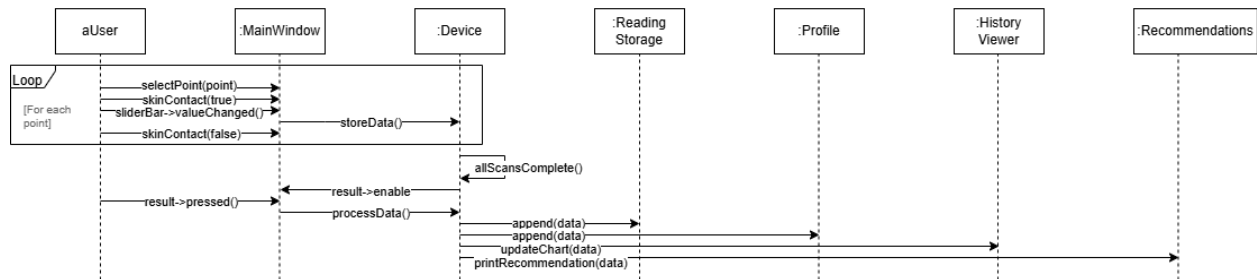 aUser
:MainWindow
:Device
:Reading
Storage
:Profile
:History
Viewer
:Recommendations
Loop
[For each
point]
selectPoint(point)
skinContact(true)
sliderBar->valueChanged()
storeData()
skinContact(false)
allScansComplete()
result->enable
result->pressed()
processData()
append(data)
append(data)
updateChart(data)
printRecommendation(data)